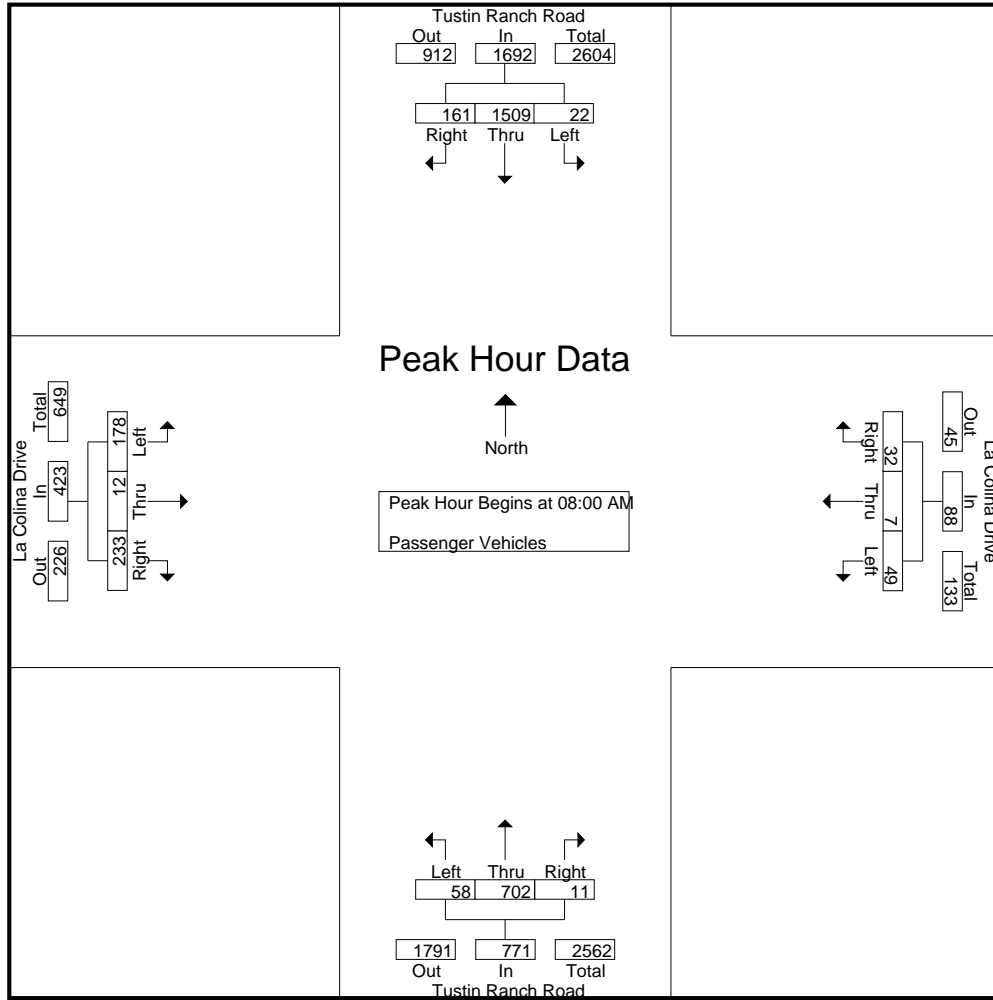 Tustin Ranch Road
Out In Total
912 1692 2604
161 1509 22
Right Thru Left
Peak Hour Data
North
Peak Hour Begins at 08:00 AM
Passenger Vehicles
La Colina Drive
Total In Out
649 423 226
178 12 233
Left Thru Right
Right Thru Left
32 7 49
Out In Total
45 88 133
La Colina Drive
Left Thru Right
58 702 11
1791 771 2562
Out In Total
Tustin Ranch Road